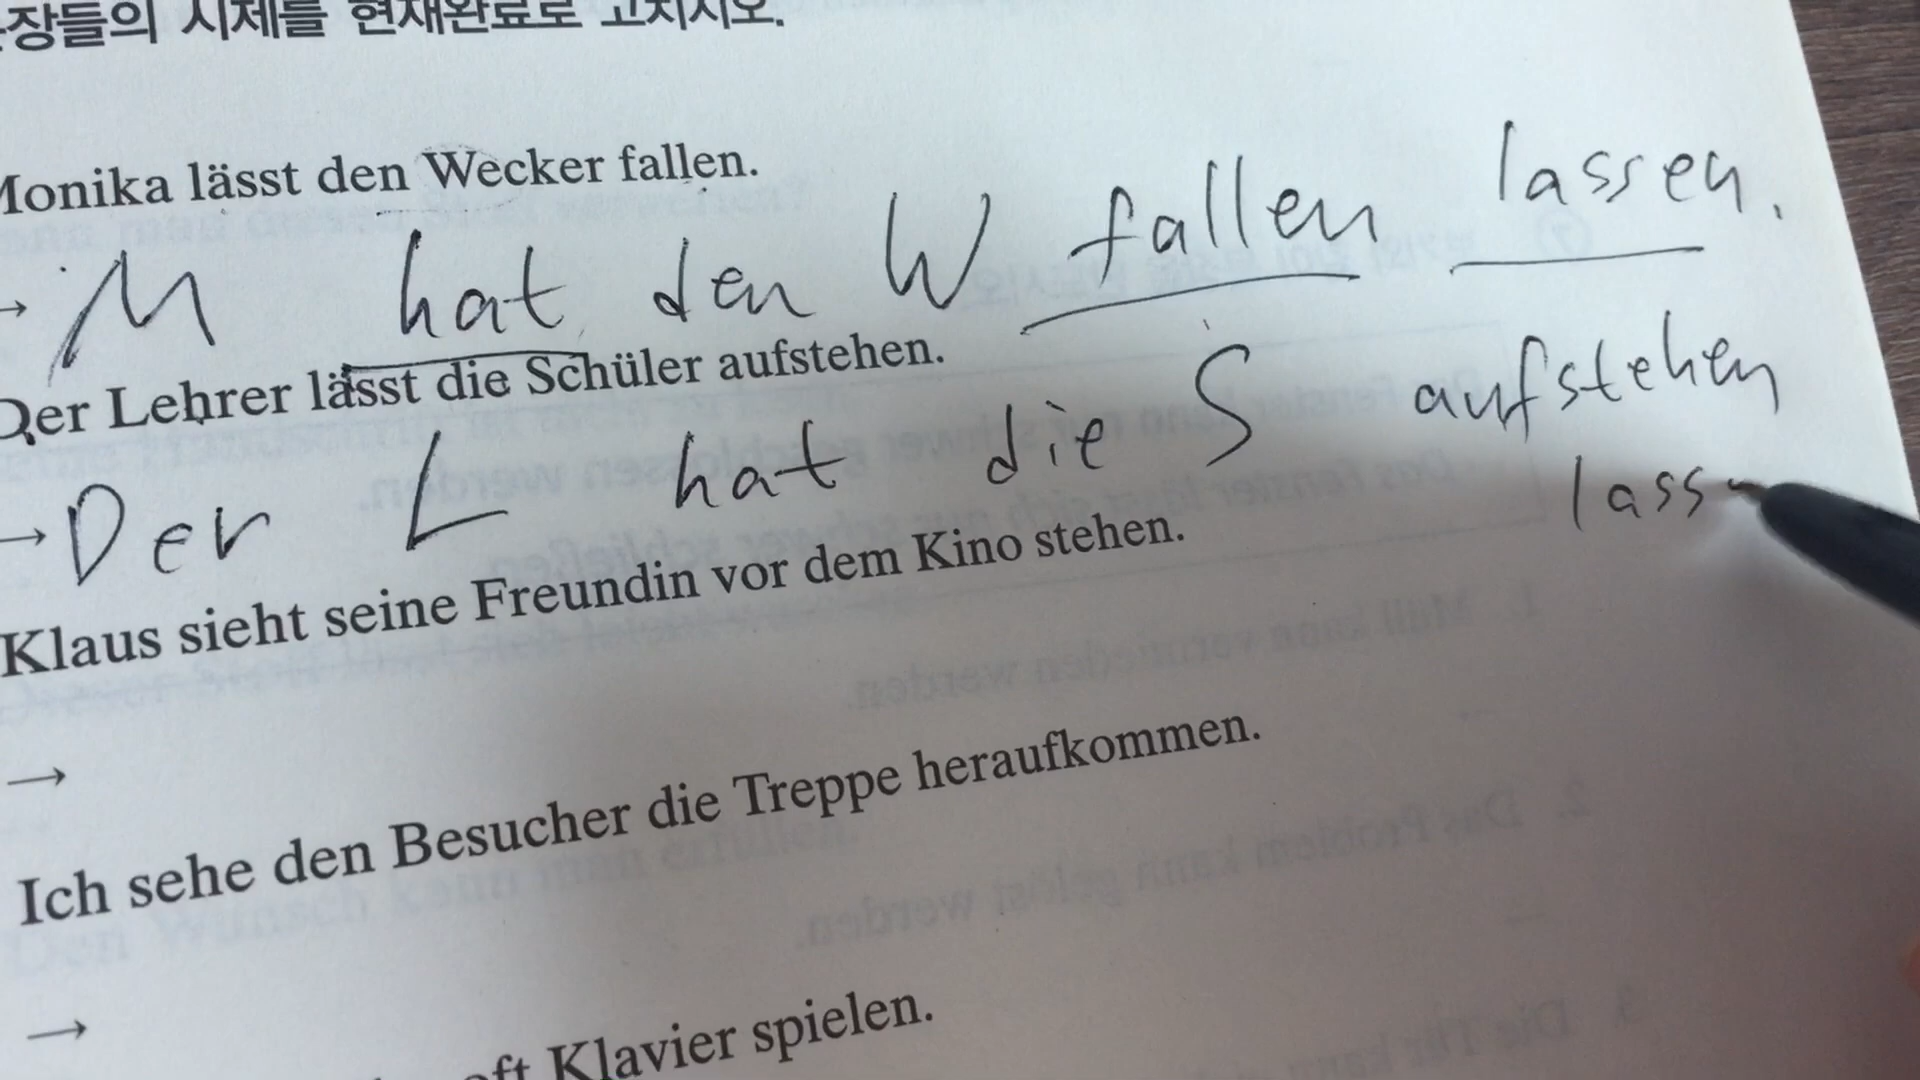 장들의 시제를 현재완료로 고치시오.
Monika lässt den Wecker fallen.
→ M hat den W fallen lassen.
Der Lehrer lässt die Schüler aufstehen.
→ Der L hat die S aufstehen
lass
Klaus sieht seine Freundin vor dem Kino stehen.
→
Ich sehe den Besucher die Treppe heraufkommen.
→
oft Klavier spielen.